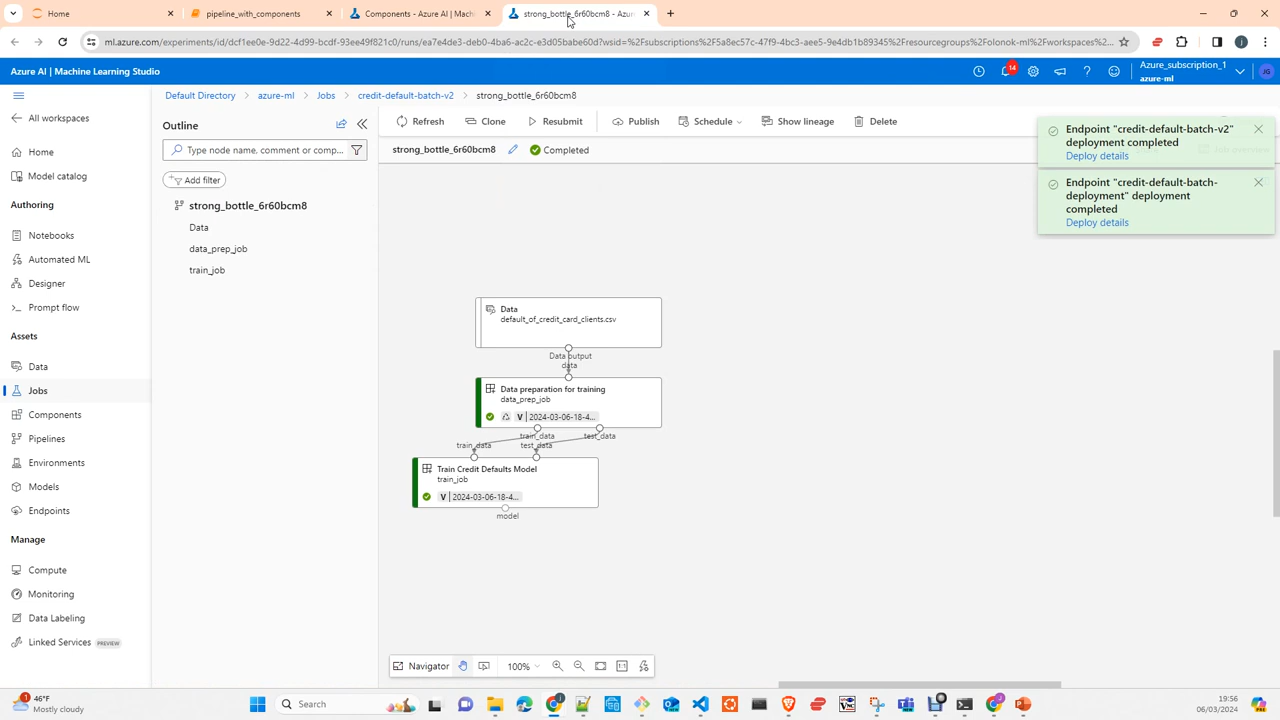 Home
pipeline_with_components
Components - Azure AI | Machi
strong_bottle_6r60bcm8 - Azu
ml.azure.com/experiments/id/dcf1ee0e-9d22-4d99-bcdf-93ee49f821c0/runs/ea7e4de3-deb0-4ba6-ac2c-e3d05babe60d?wsid=%2Fsubscriptions%2F5a8ec57c-47f9-4bc3-aee5-9e4db1b89345%2Fresourcegroups%2Folonok-ml%2Fworkspaces%2...
Azure AI | Machine Learning Studio
14
Azure_subscription_1
azure-ml
JG
Default Directory > azure-ml > Jobs > credit-default-batch-v2 > strong_bottle_6r60bcm8
All workspaces
Home
Model catalog
Authoring
Notebooks
Automated ML
Designer
Prompt flow
Assets
Data
Jobs
Components
Pipelines
Environments
Models
Endpoints
Manage
Compute
Monitoring
Data Labeling
Linked Services PREVIEW
Outline
Type node name, comment or comp...
Add filter
strong_bottle_6r60bcm8
Data
data_prep_job
train_job
Refresh Clone Resubmit Publish Schedule Show lineage Delete
strong_bottle_6r60bcm8 Completed
Endpoint "credit-default-batch-v2"
deployment completed
Deploy details
Endpoint "credit-default-batch-
deployment" deployment
completed
Deploy details
Data
default_of_credit_card_clients.csv
Data output
data
Data preparation for training
data_prep_job
V | 2024-03-06-18-4...
train_data test_data
train_data test_data
Train Credit Defaults Model
train_job
V | 2024-03-06-18-4...
model
Navigator 100%
46°F
Mostly cloudy
Search
19:56
06/03/2024